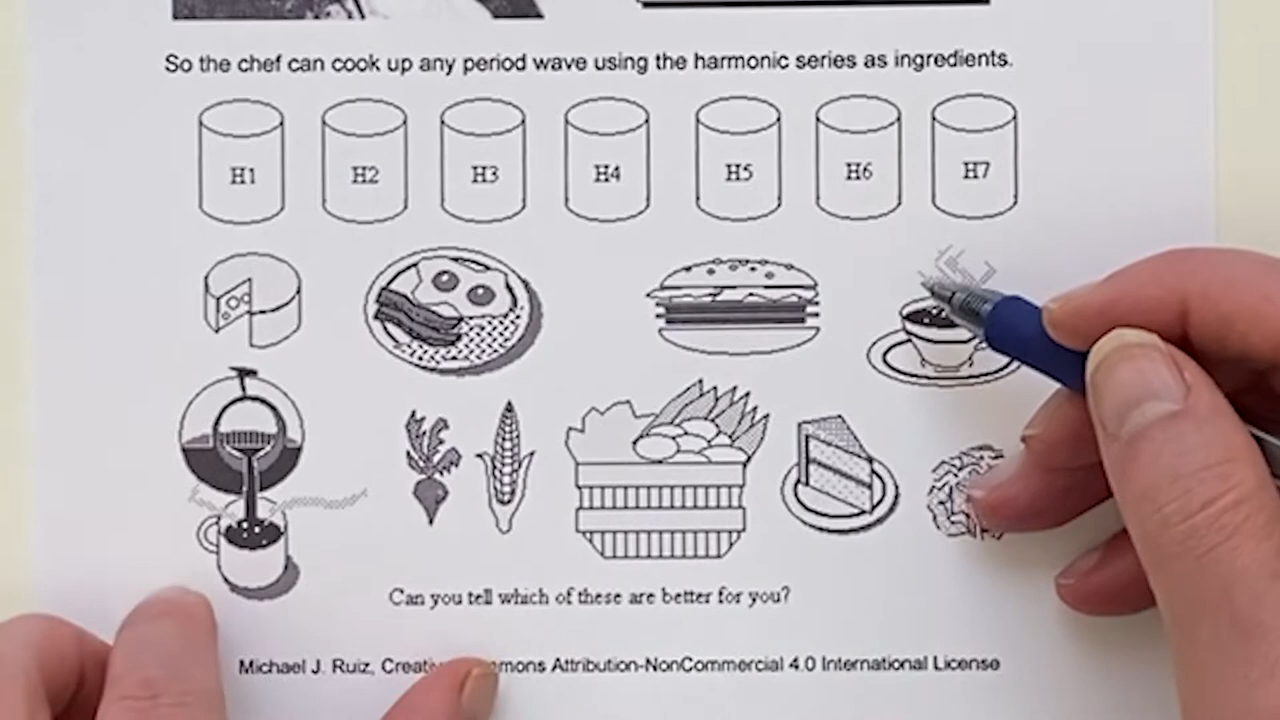 So the chef can cook up any period wave using the harmonic series as ingredients.
H1 H2 H3 H4 H5 H6 H7
Can you tell which of these are better for you?
Michael J. Ruiz, Creative Commons Attribution-NonCommercial 4.0 International License